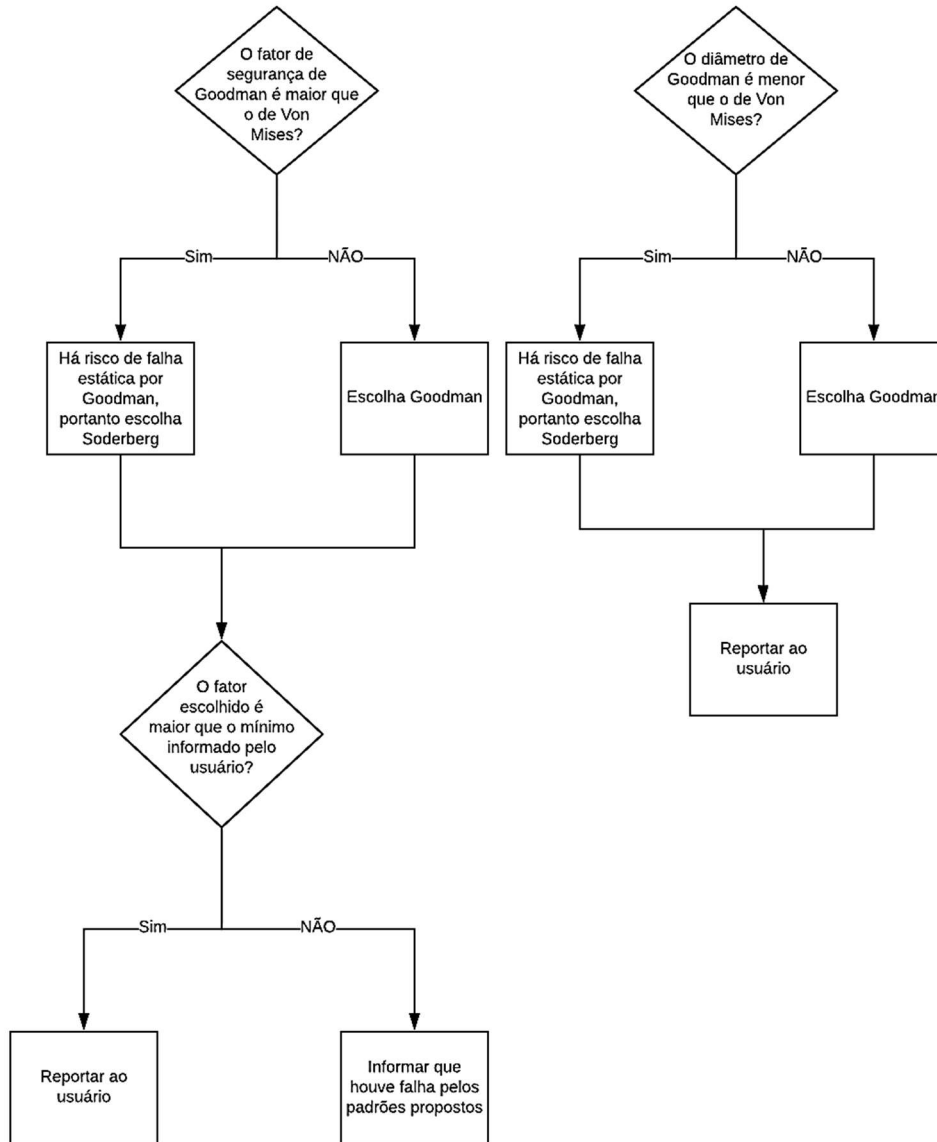 O fator de
segurança de
Goodman é maior que
o de Von
Mises?
Sim
NÃO
Há risco de falha
estática por
Goodman,
portanto escolha
Soderberg
Escolha Goodman
O fator
escolhido é
maior que o mínimo
informado pelo
usuário?
Sim
NÃO
Reportar ao
usuário
Informar que
houve falha pelos
padrões propostos
O diâmetro de
Goodman é menor
que o de Von
Mises?
Sim
NÃO
Há risco de falha
estática por
Goodman,
portanto escolha
Soderberg
Escolha Goodman
Reportar ao
usuário